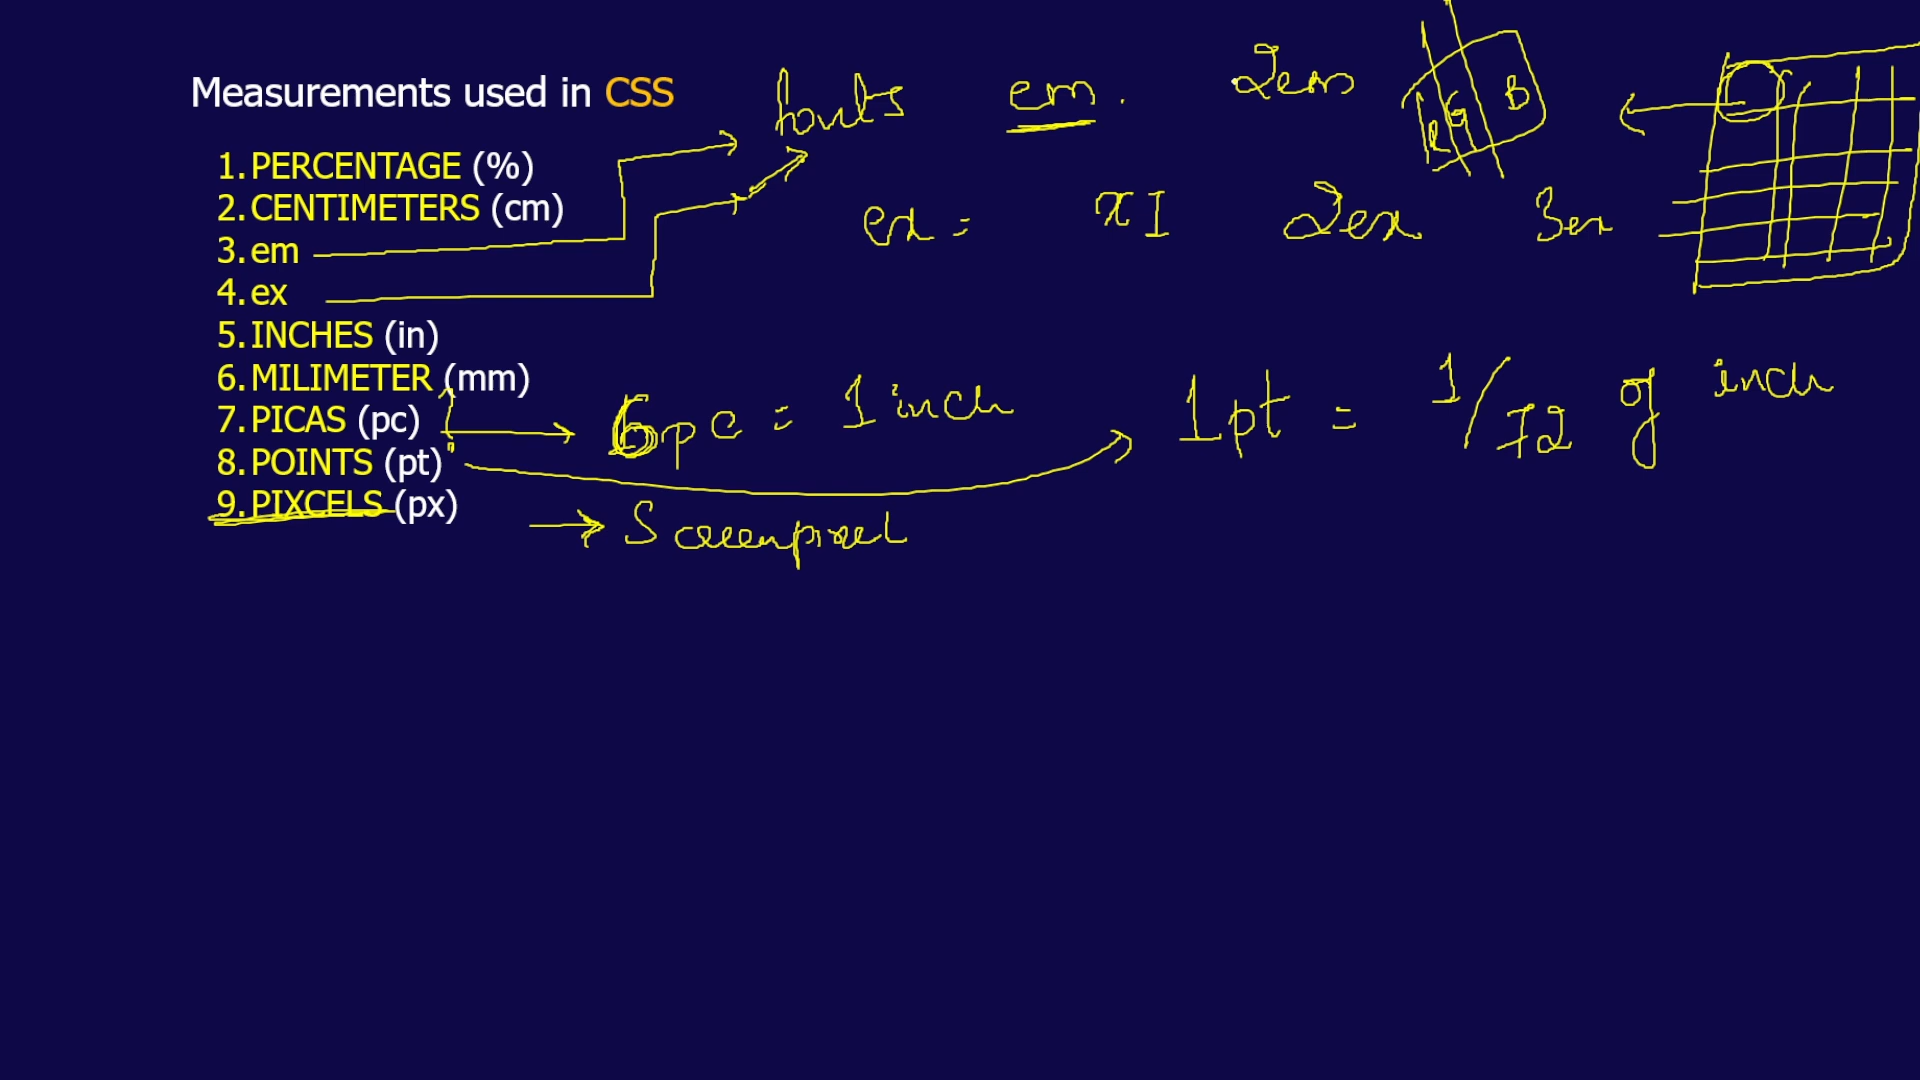 Measurements used in CSS
fonts em. 2em
R G B
1. PERCENTAGE (%)
2. CENTIMETERS (cm)
ex = x I 2ex 3ex
3. em
4. ex
5. INCHES (in)
6. MILIMETER (mm)
7. PICAS (pc)
6pc = 1 inch 1pt = 1/72 of inch
8. POINTS (pt)
9. PIXCELS (px)
Screenpixel